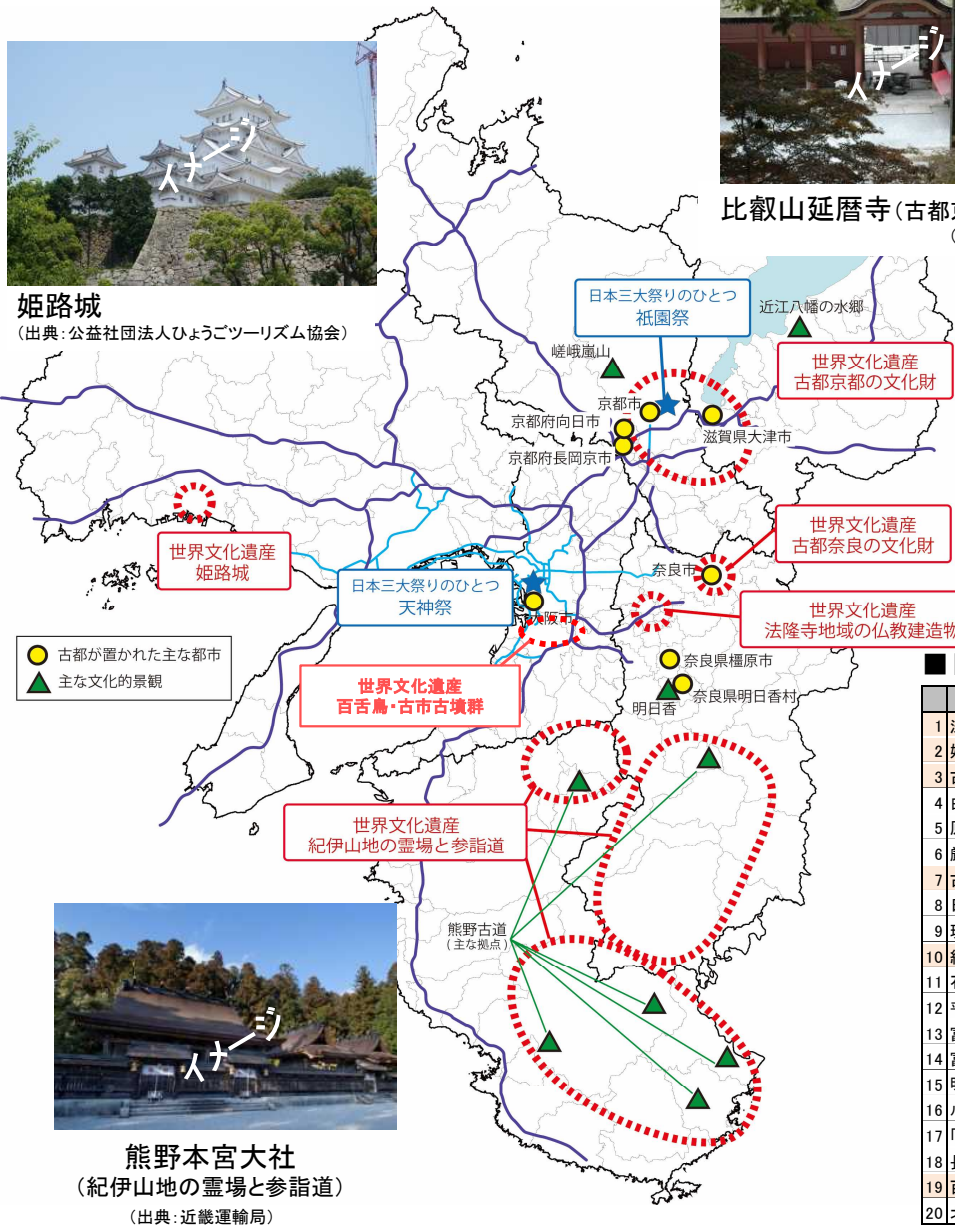 イメージ
姫路城
(出典:公益社団法人ひょうごツーリズム協会)
イメージ
比叡山延暦寺(古都
日本三大祭りのひとつ
祇園祭
近江八幡の水郷
嵯峨嵐山
世界文化遺産
古都京都の文化財
京都市
京都府向日市
滋賀県大津市
京都府長岡京市
世界文化遺産
姫路城
世界文化遺産
古都奈良の文化財
奈良市
日本三大祭りのひとつ
天神祭
大阪市
世界文化遺産
法隆寺地域の仏教建造物
古都が置かれた主な都市
主な文化的景観
世界文化遺産
百舌鳥・古市古墳群
奈良県橿原市
奈良県明日香村
明日香
■
世界文化遺産
紀伊山地の霊場と参詣道
熊野古道
(主な拠点)
イメージ
熊野本宮大社
(紀伊山地の霊場と参詣道)
(出典:近畿運輸局)
1
2
3
4
5
6
7
8
9
10
11
12
13
14
15
16
17
18
19
20